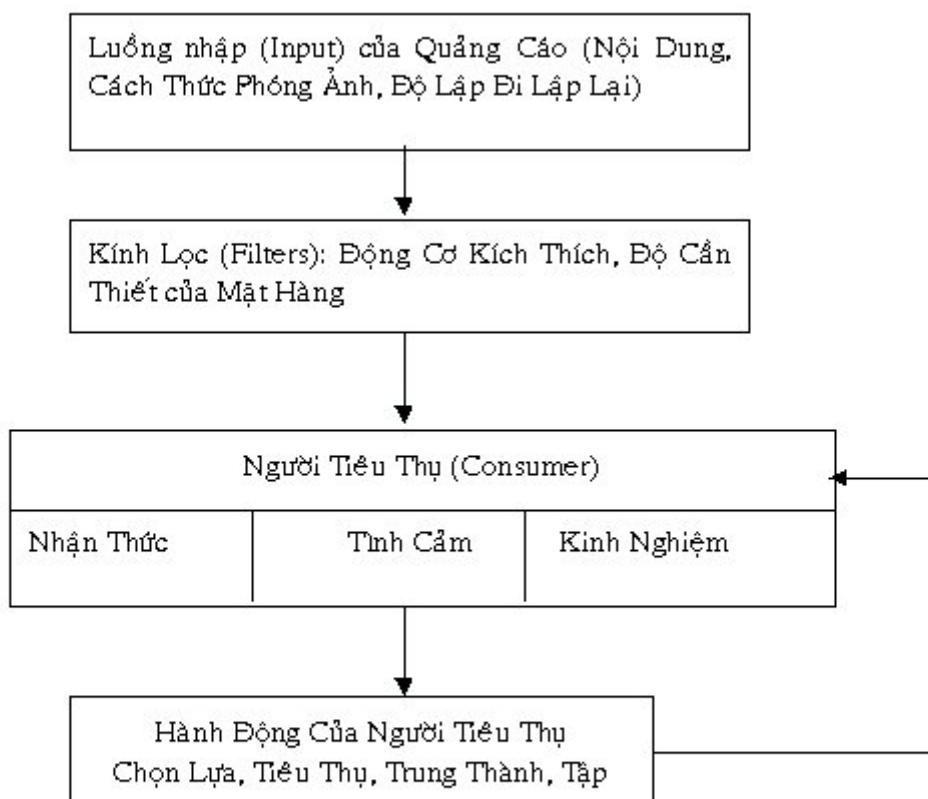 Luồng nhập (Input) của Quảng Cáo (Nội Dung,
Cách Thức Phóng Ảnh, Độ Lập Đi Lập Lại)
Kính Lọc (Filters): Động Cơ Kích Thích, Độ Cần
Thiết của Mặt Hàng
Người Tiêu Thụ (Consumer)
Nhận Thức Tình Cảm Kinh Nghiệm
Hành Động Của Người Tiêu Thụ
Chọn Lựa, Tiêu Thụ, Trung Thành, Tập